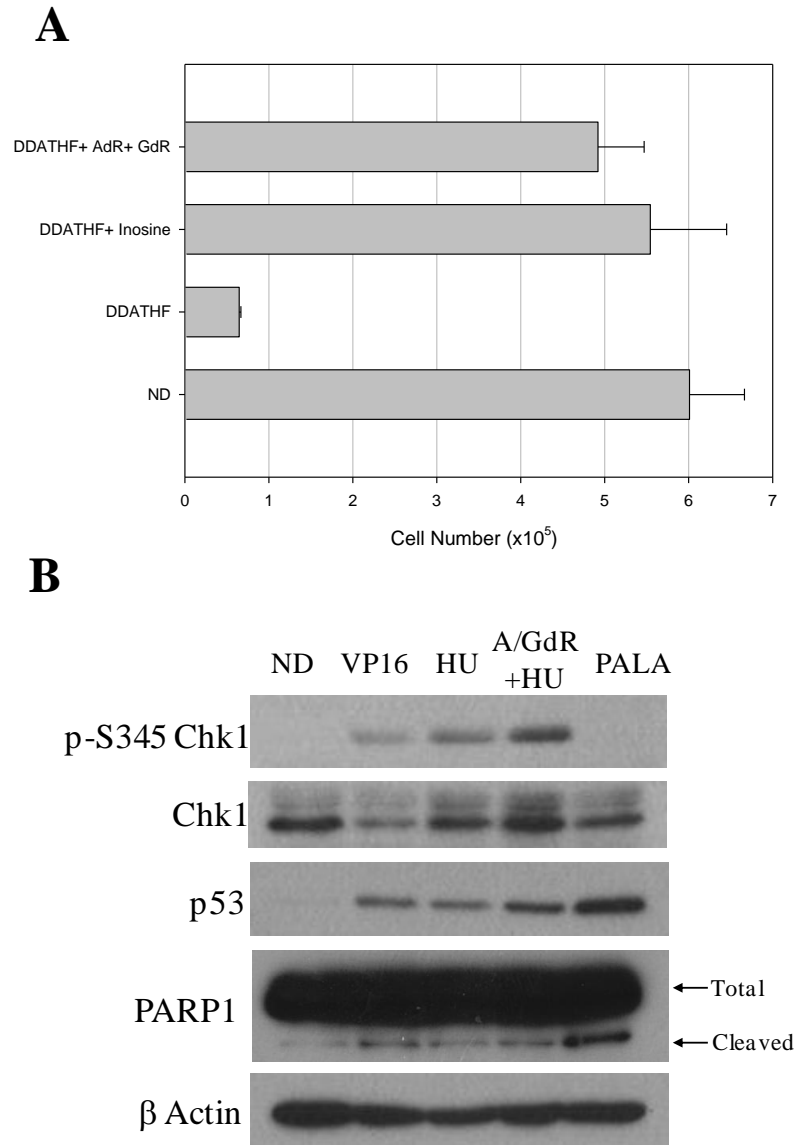 A
DDATHF+ AdR+ GdR
DDATHF+ Inosine
DDATHF
ND
0 1 2 3 4 5 6 7
Cell Number (x10⁵)
B
ND VP16 HU A/GdR +HU PALA
p-S345 Chk1
Chk1
p53
PARP1
Total
Cleaved
β Actin